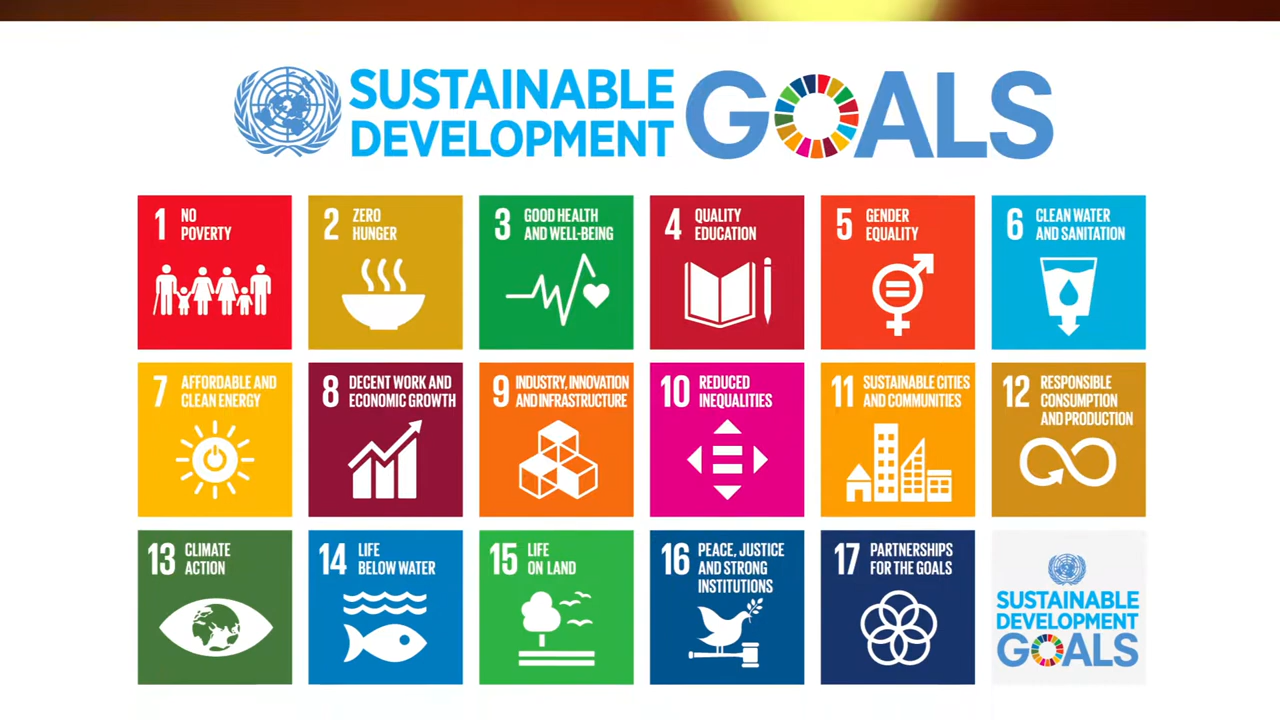 SUSTAINABLE
DEVELOPMENT
GOALS
1 NO
POVERTY
2 ZERO
HUNGER
3 GOOD HEALTH
AND WELL-BEING
4 QUALITY
EDUCATION
5 GENDER
EQUALITY
6 CLEAN WATER
AND SANITATION
7 AFFORDABLE AND
CLEAN ENERGY
8 DECENT WORK AND
ECONOMIC GROWTH
9 INDUSTRY, INNOVATION
AND INFRASTRUCTURE
10 REDUCED
INEQUALITIES
11 SUSTAINABLE CITIES
AND COMMUNITIES
12 RESPONSIBLE
CONSUMPTION
AND PRODUCTION
13 CLIMATE
ACTION
14 LIFE
BELOW WATER
15 LIFE
ON LAND
16 PEACE, JUSTICE
AND STRONG
INSTITUTIONS
17 PARTNERSHIPS
FOR THE GOALS
SUSTAINABLE
DEVELOPMENT
GOALS